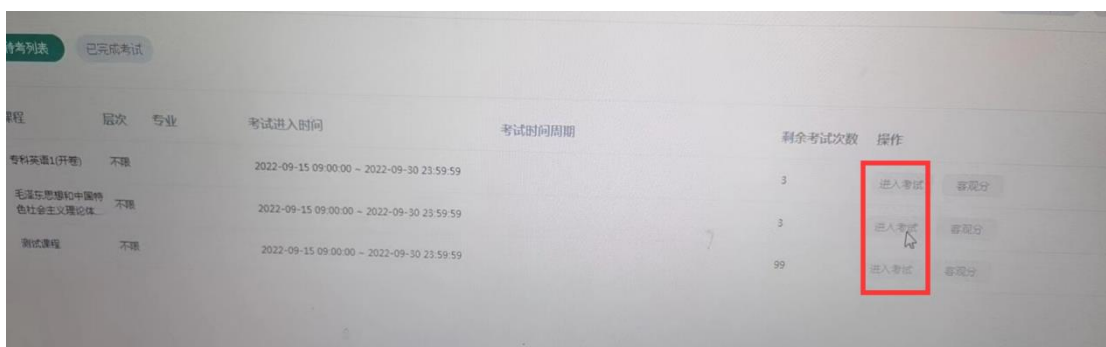 待考列表 已完成考试
课程 层次 专业 考试进入时间 考试时间周期 剩余考试次数 操作
专科英语1(开卷) 不限 2022-09-15 09:00:00 ~ 2022-09-30 23:59:59 3 进入考试 客观分
毛泽东思想和中国特
色社会主义理论体... 不限 2022-09-15 09:00:00 ~ 2022-09-30 23:59:59 3 进入考试 客观分
测试课程 不限 2022-09-15 09:00:00 ~ 2022-09-30 23:59:59 99 进入考试 客观分